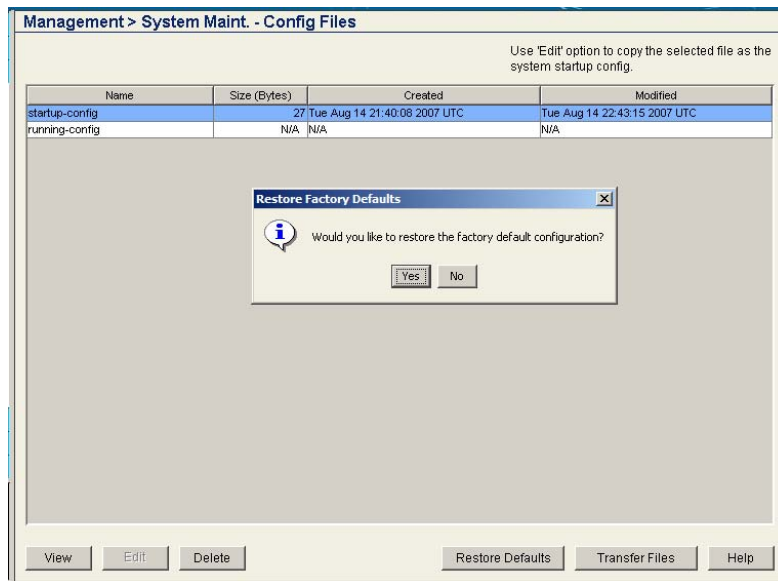 Management > System Maint. - Config Files
Use 'Edit' option to copy the selected file as the
system startup config.
Name Size (Bytes) Created Modified
startup-config 27 Tue Aug 14 21:40:08 2007 UTC Tue Aug 14 22:43:15 2007 UTC
running-config N/A N/A N/A
Restore Factory Defaults
Would you like to restore the factory default configuration?
Yes No
View Edit Delete Restore Defaults Transfer Files Help